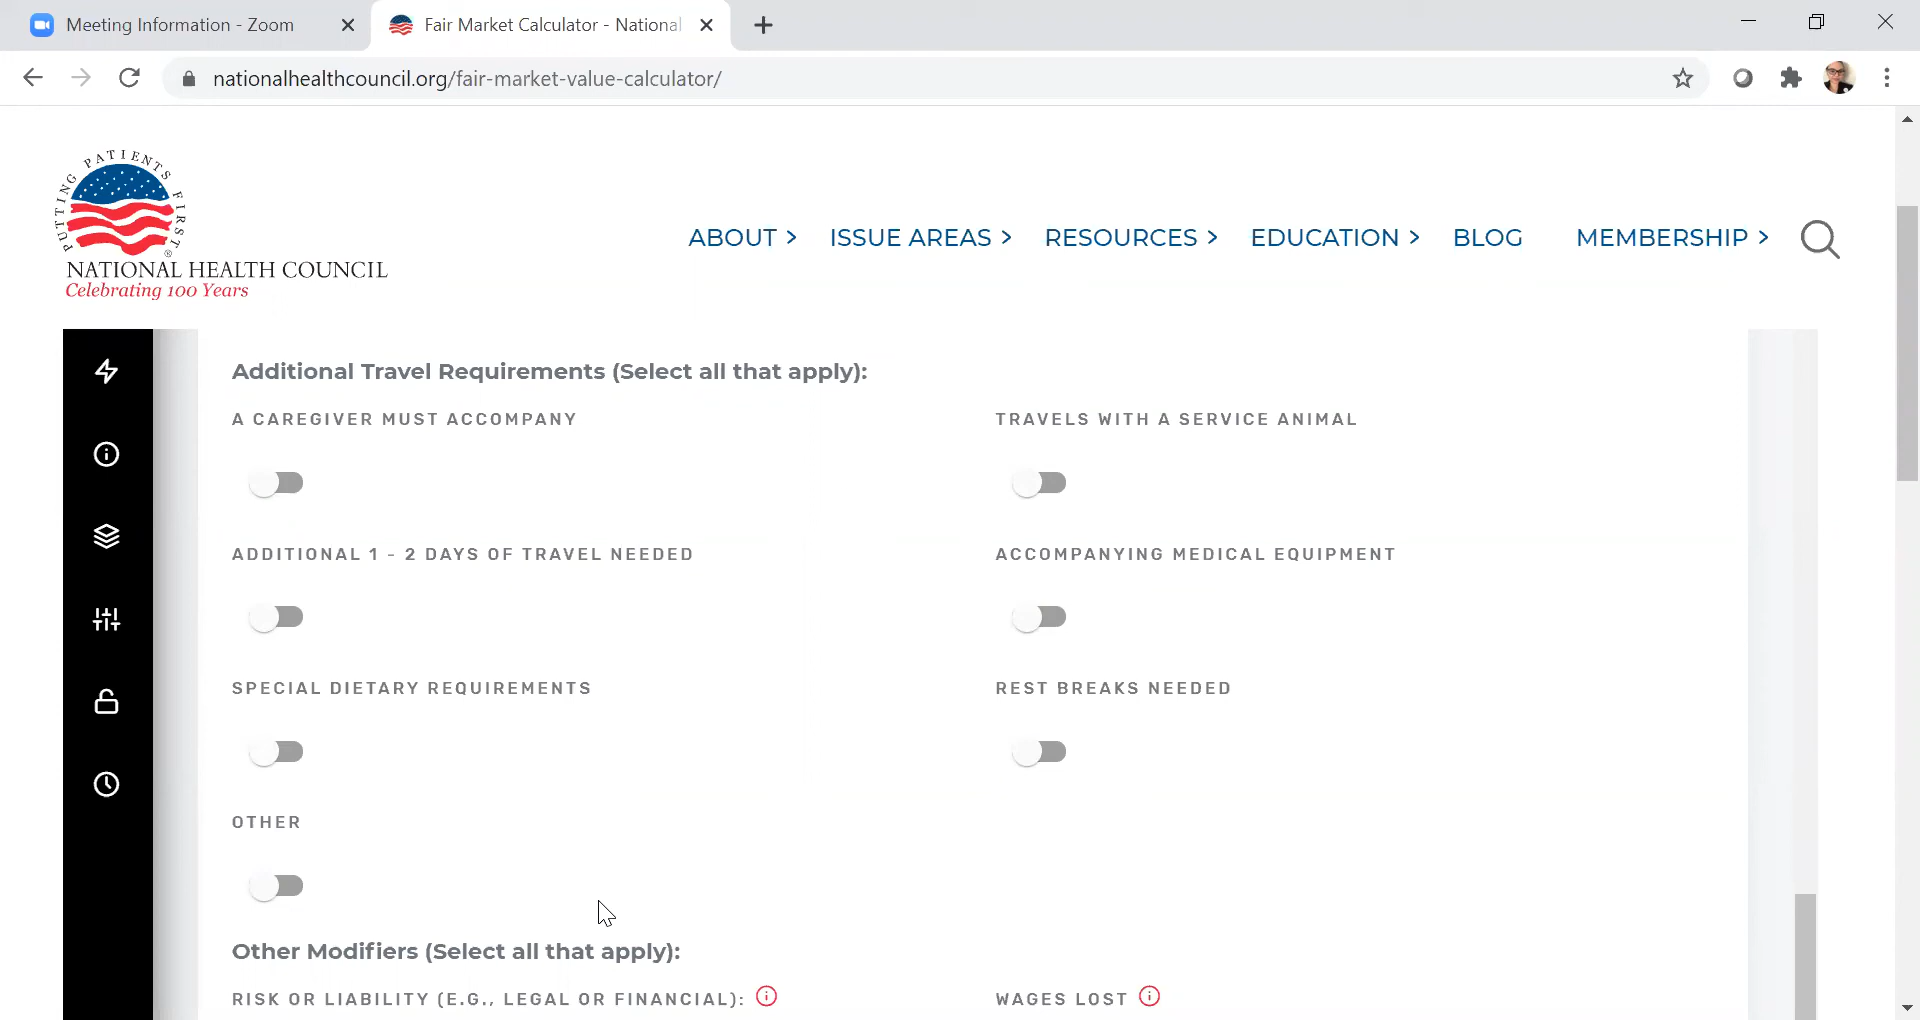 Meeting Information - Zoom
Fair Market Calculator - National
nationalhealthcouncil.org/fair-market-value-calculator/
PUTTING PATIENTS FIRST®
NATIONAL HEALTH COUNCIL
Celebrating 100 Years
ABOUT > ISSUE AREAS > RESOURCES > EDUCATION > BLOG MEMBERSHIP >
Additional Travel Requirements (Select all that apply):
A CAREGIVER MUST ACCOMPANY
TRAVELS WITH A SERVICE ANIMAL
ADDITIONAL 1 - 2 DAYS OF TRAVEL NEEDED
ACCOMPANYING MEDICAL EQUIPMENT
SPECIAL DIETARY REQUIREMENTS
REST BREAKS NEEDED
OTHER
Other Modifiers (Select all that apply):
RISK OR LIABILITY (E.G., LEGAL OR FINANCIAL):
WAGES LOST